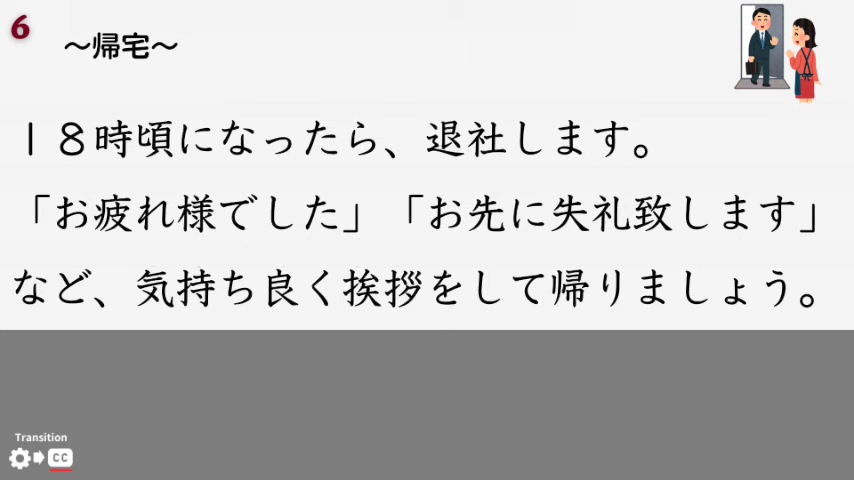 6
～帰宅～
１８時頃になったら、退社します。
「お疲れ様でした」「お先に失礼致します」
など、気持ち良く挨拶をして帰りましょう。
Transition
CC